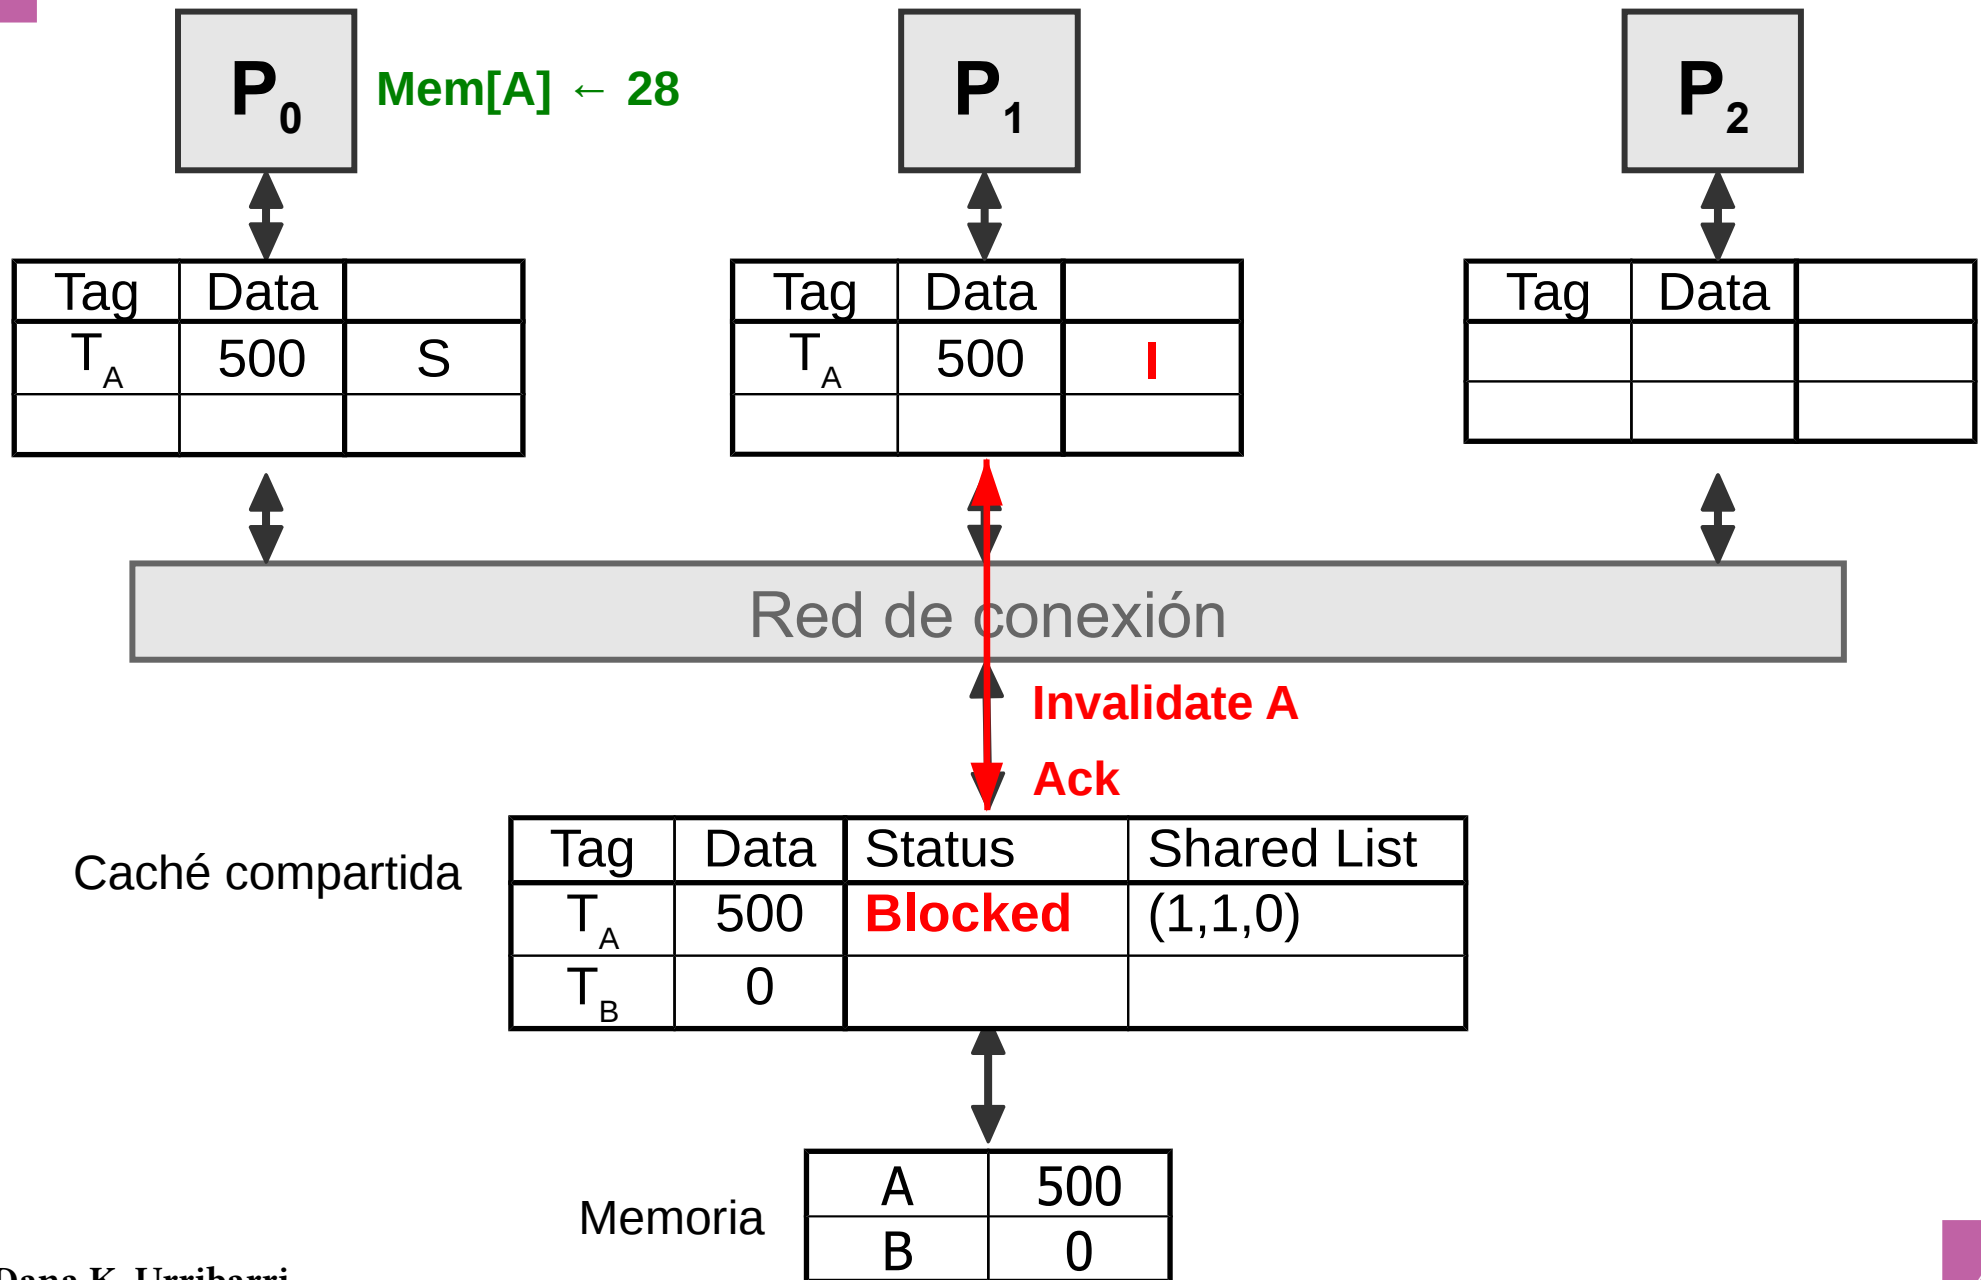 P0 Mem[A] ← 28 P1 P2
Tag Data Tag Data Tag Data
TA 500 S TA 500 I
Red de conexión
Invalidate A
Ack
Caché compartida
Tag Data Status Shared List
TA 500 Blocked (1,1,0)
TB 0
Memoria
A 500
B 0
Dana K. Urribarri